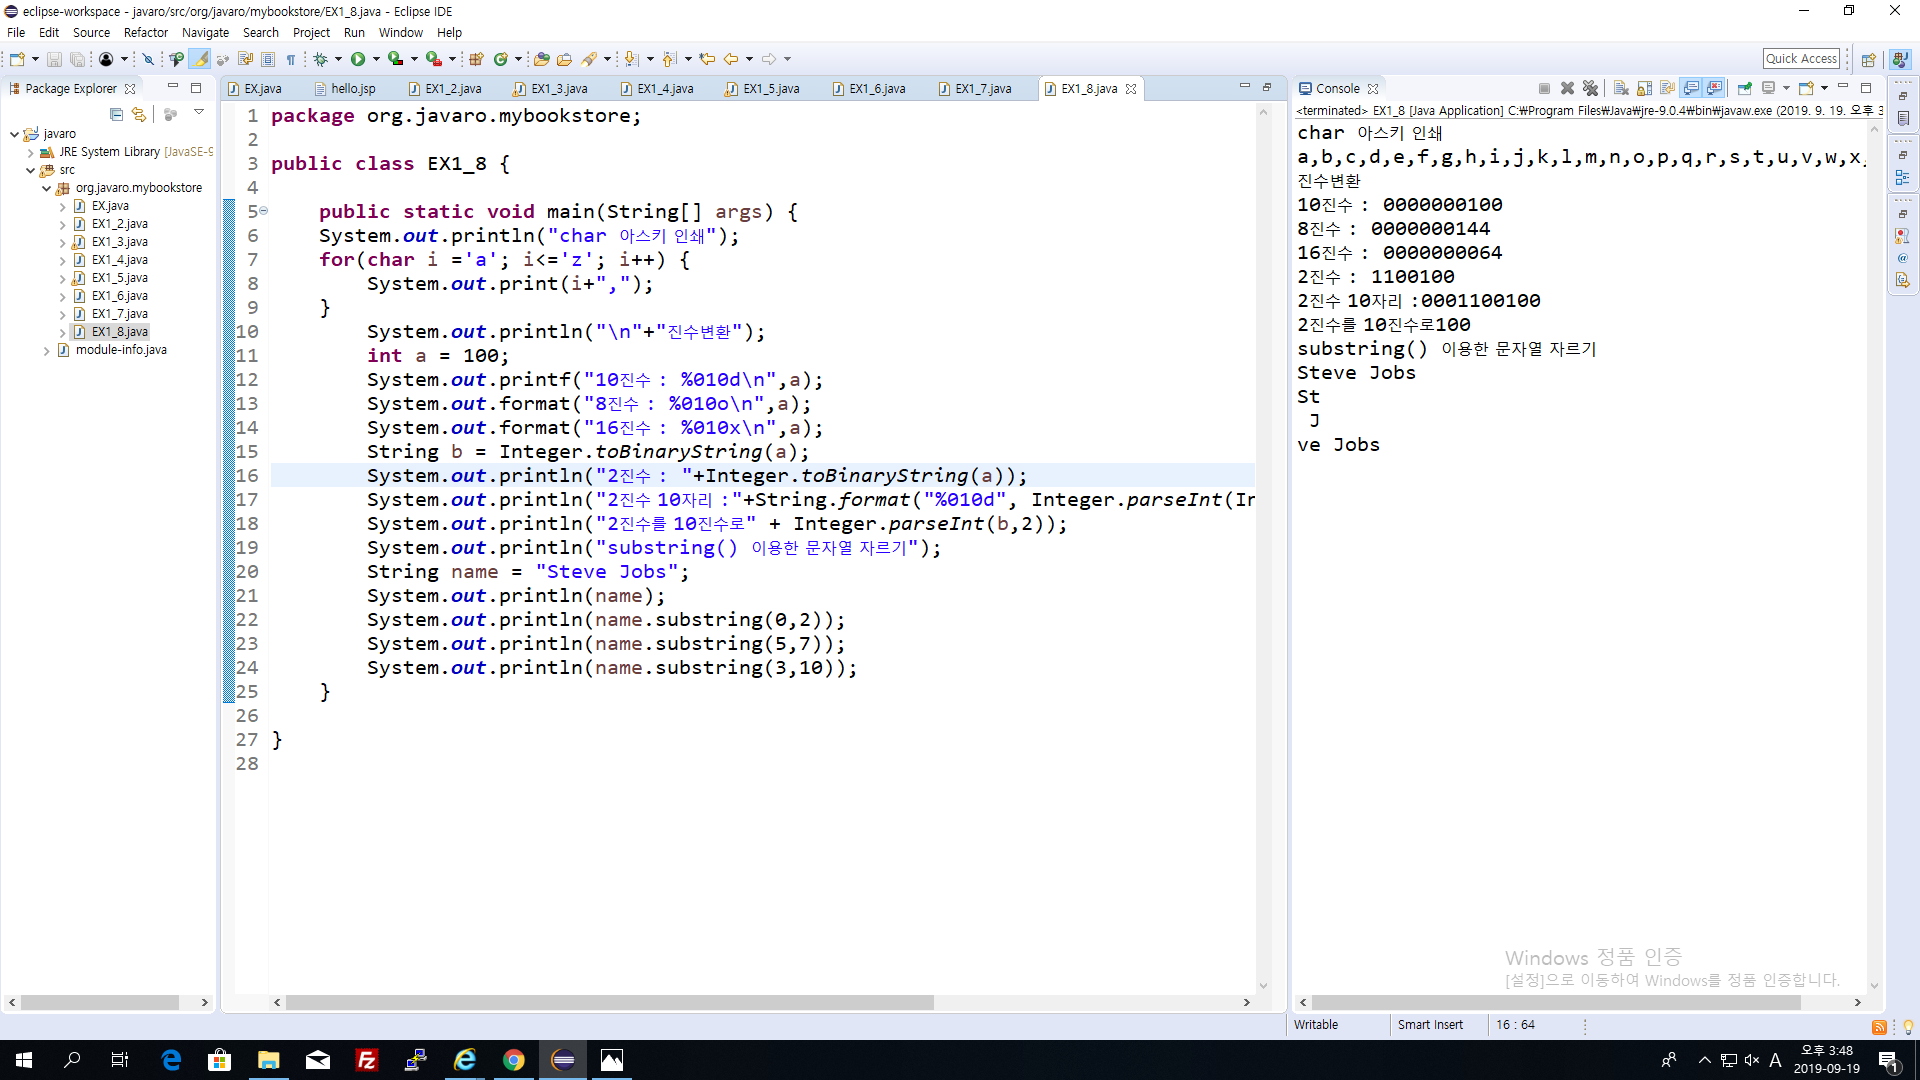 eclipse-workspace - javaro/src/org/javaro/mybookstore/EX1_8.java - Eclipse IDE
File Edit Source Refactor Navigate Search Project Run Window Help
Quick Access
Package Explorer
javaro
JRE System Library [JavaSE-9
src
org.javaro.mybookstore
EX.java
EX1_2.java
EX1_3.java
EX1_4.java
EX1_5.java
EX1_6.java
EX1_7.java
EX1_8.java
module-info.java
EX.java hello.jsp EX1_2.java EX1_3.java EX1_4.java EX1_5.java EX1_6.java EX1_7.java EX1_8.java
1 package org.javaro.mybookstore;
2
3 public class EX1_8 {
4
5 public static void main(String[] args) {
6 System.out.println("char 아스키 인쇄");
7 for(char i ='a'; i<='z'; i++) {
8 System.out.print(i+",");
9 }
10 System.out.println("\n"+"진수변환");
11 int a = 100;
12 System.out.printf("10진수 : %010d\n",a);
13 System.out.format("8진수 : %010o\n",a);
14 System.out.format("16진수 : %010x\n",a);
15 String b = Integer.toBinaryString(a);
16 System.out.println("2진수 : "+Integer.toBinaryString(a));
17 System.out.println("2진수 10자리 :"+String.format("%010d", Integer.parseInt(In
18 System.out.println("2진수를 10진수로" + Integer.parseInt(b,2));
19 System.out.println("substring() 이용한 문자열 자르기");
20 String name = "Steve Jobs";
21 System.out.println(name);
22 System.out.println(name.substring(0,2));
23 System.out.println(name.substring(5,7));
24 System.out.println(name.substring(3,10));
25 }
26
27 }
28
Console
<terminated> EX1_8 [Java Application] C:₩Program Files₩Java₩jre-9.0.4₩bin₩javaw.exe (2019. 9. 19. 오후 3
char 아스키 인쇄
a,b,c,d,e,f,g,h,i,j,k,l,m,n,o,p,q,r,s,t,u,v,w,x,
진수변환
10진수 : 0000000100
8진수 : 0000000144
16진수 : 0000000064
2진수 : 1100100
2진수 10자리 :0001100100
2진수를 10진수로100
substring() 이용한 문자열 자르기
Steve Jobs
St
J
ve Jobs
Windows 정품 인증
[설정]으로 이동하여 Windows를 정품 인증합니다.
Writable Smart Insert 16 : 64
A
오후 3:48
2019-09-19
1